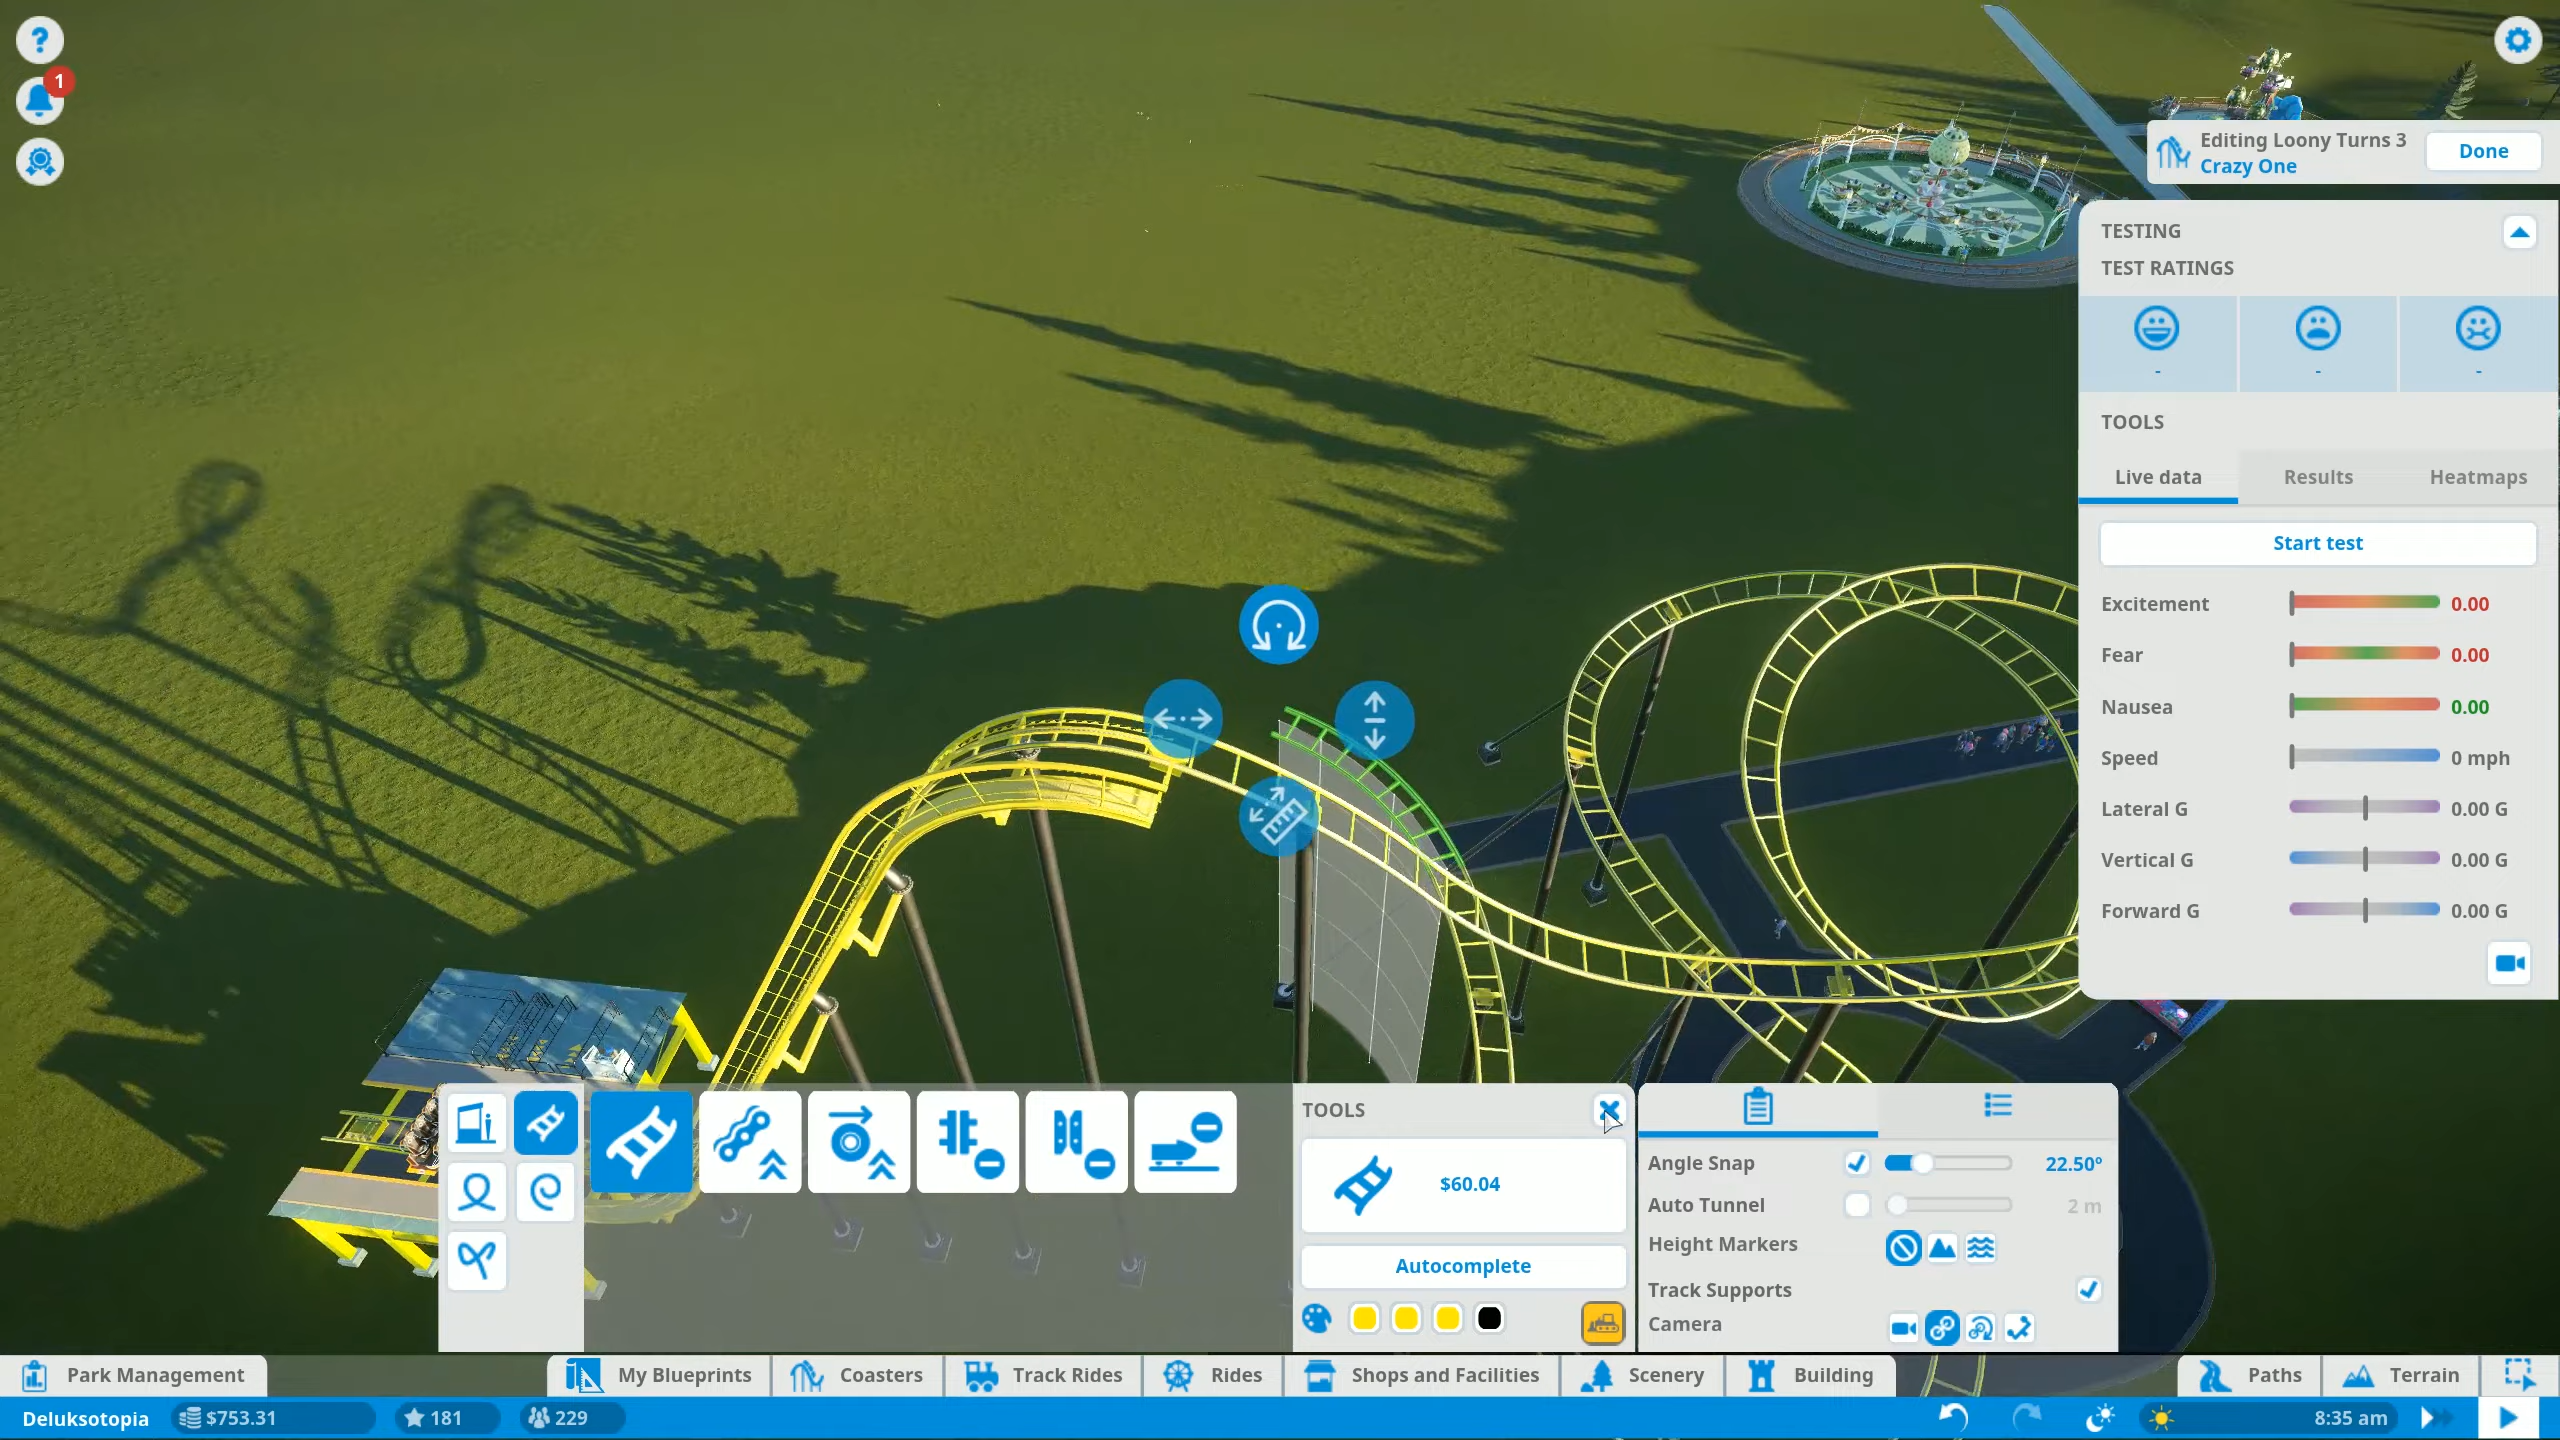 ?
1
Editing Loony Turns 3
Crazy One
Done
TESTING
TEST RATINGS
-
-
-
TOOLS
Live data
Results
Heatmaps
Start test
Excitement
0.00
Fear
0.00
Nausea
0.00
Speed
0 mph
Lateral G
0.00 G
Vertical G
0.00 G
Forward G
0.00 G
TOOLS
$60.04
Autocomplete
Angle Snap
22.50°
Auto Tunnel
2 m
Height Markers
Track Supports
Camera
Park Management
My Blueprints
Coasters
Track Rides
Rides
Shops and Facilities
Scenery
Building
Paths
Terrain
Deluksotopia
$753.31
181
229
8:35 am